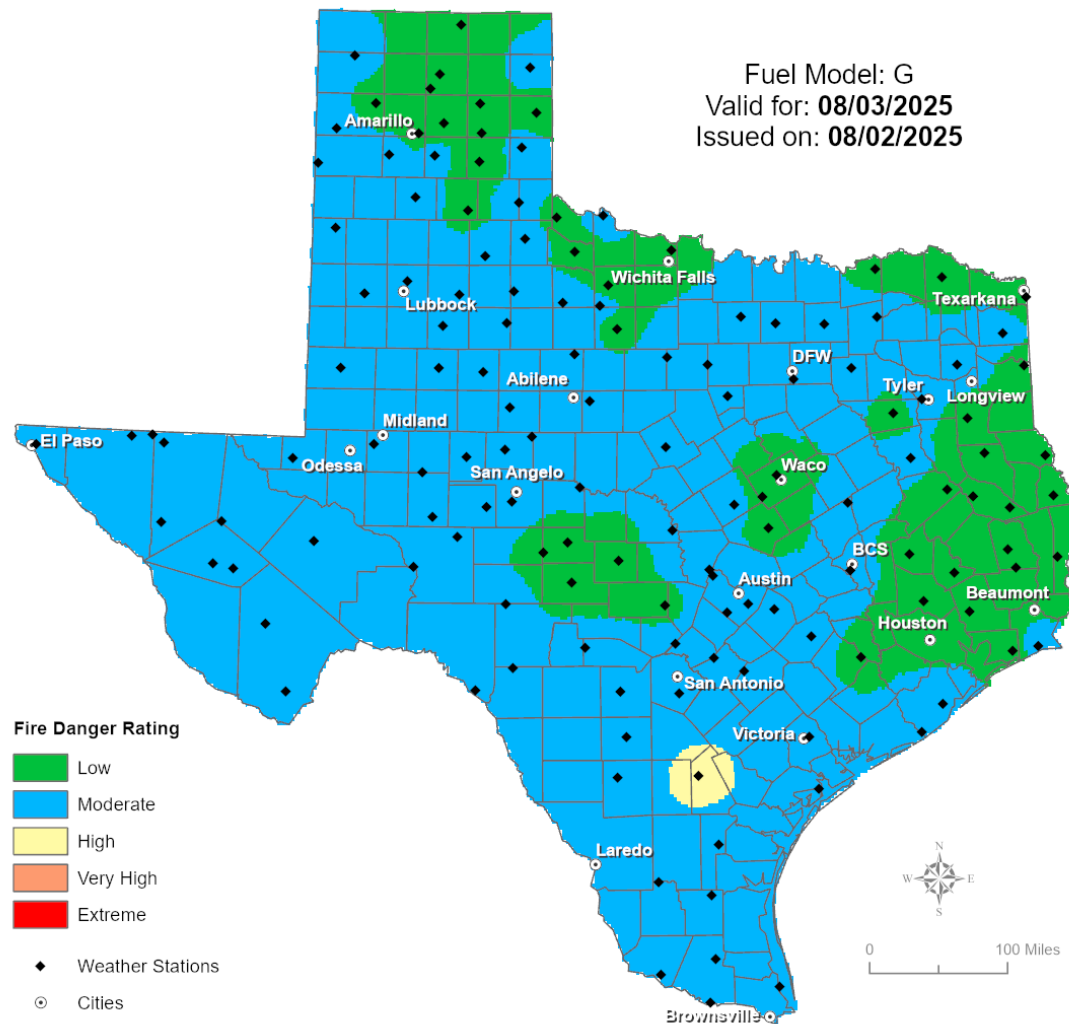 Fuel Model: G
Valid for: 08/03/2025
Issued on: 08/02/2025
Amarillo
Wichita Falls
Lubbock
Texarkana
DFW
Abilene
Tyler
Longview
Midland
El Paso
Odessa
San Angelo
Waco
BCS
Austin
Beaumont
Houston
San Antonio
Victoria
Laredo
Brownsville
Fire Danger Rating
Low
Moderate
High
Very High
Extreme
Weather Stations
Cities
N
W E
S
0 100 Miles